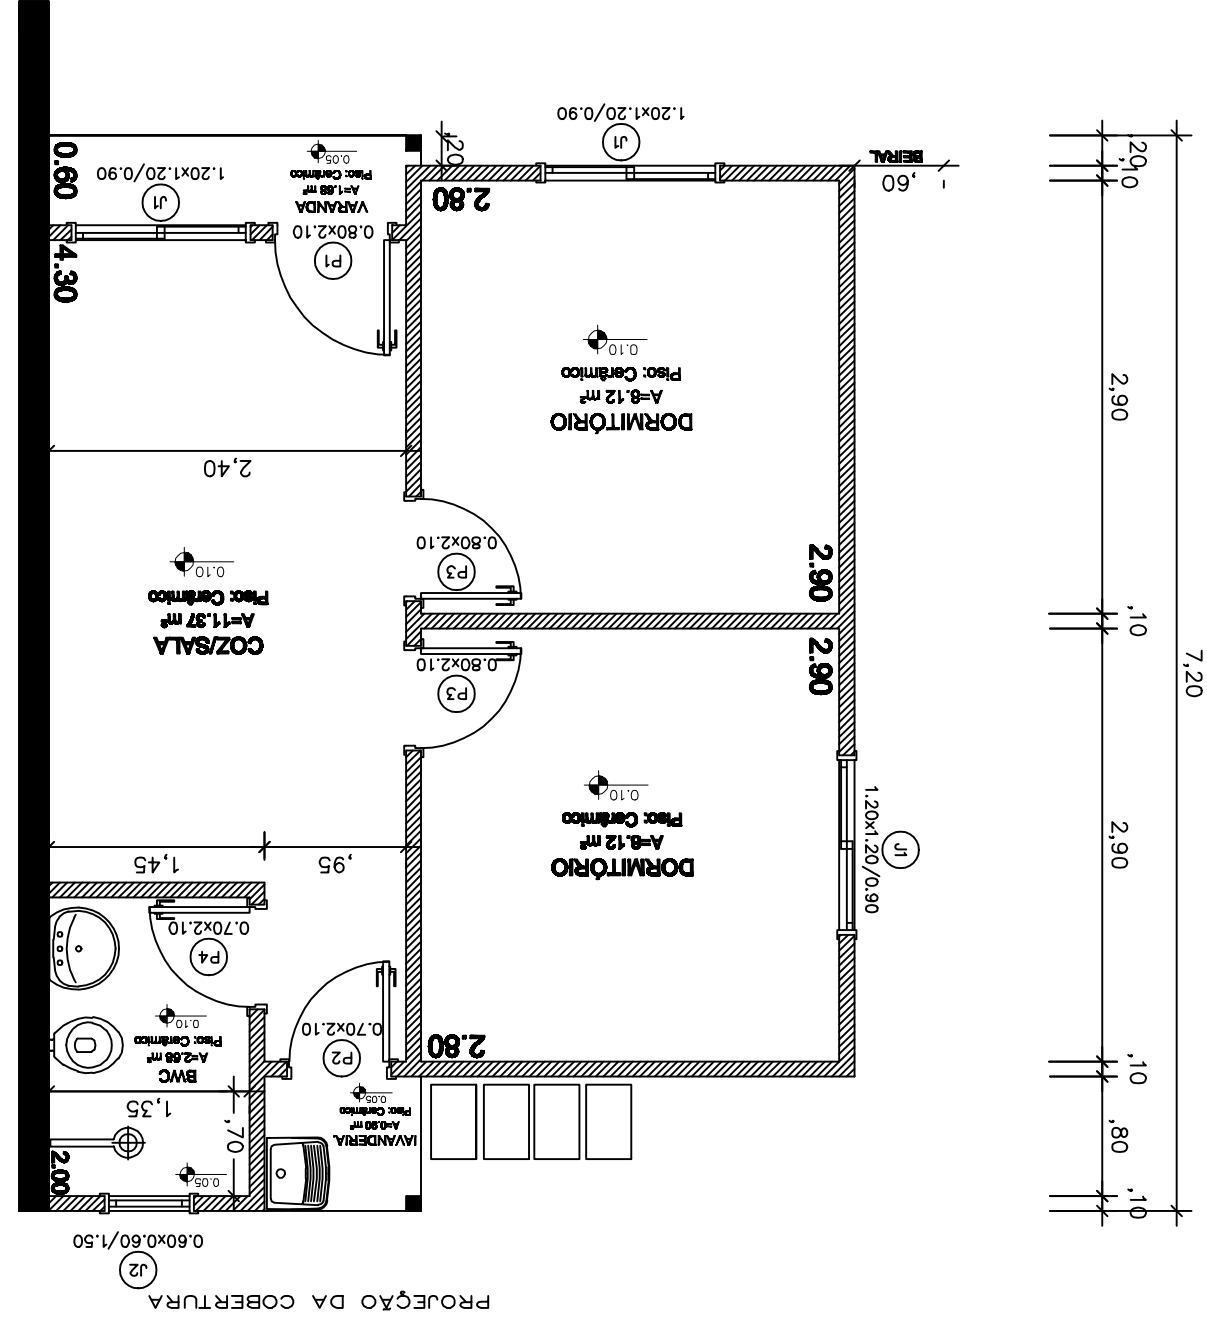 1.20x1.20/0.90
J1
,20
BEIRAL
,60
0.60
1.20x1.20/0.90
J1
0.05
VARANDA
A=1.68 m²
Piso: Cerâmico
0.80x2.10
P1
4.30
2.80
0.10
DORMITÓRIO
A=8.12 m²
Piso: Cerâmico
2.90
2,40
0.80x2.10
P3
0.10
COZ/SALA
A=11.37 m²
Piso: Cerâmico
0.80x2.10
P3
2.90
0.10
DORMITÓRIO
A=8.12 m²
Piso: Cerâmico
2.80
1.20x1.20/0.90
J1
1,45
,95
0.70x2.10
P4
0.10
BWC
A=2.68 m²
Piso: Cerâmico
0.70x2.10
P2
1,35
,70
0.05
2.00
0.05
lAVANDERIA.
A=0.90 m²
Piso: Cerâmico
0.60x0.60/1.50
J2
PROJEÇÃO DA COBERTURA
,20
,10
2,90
,10
2,90
,10
,80
,10
7,20